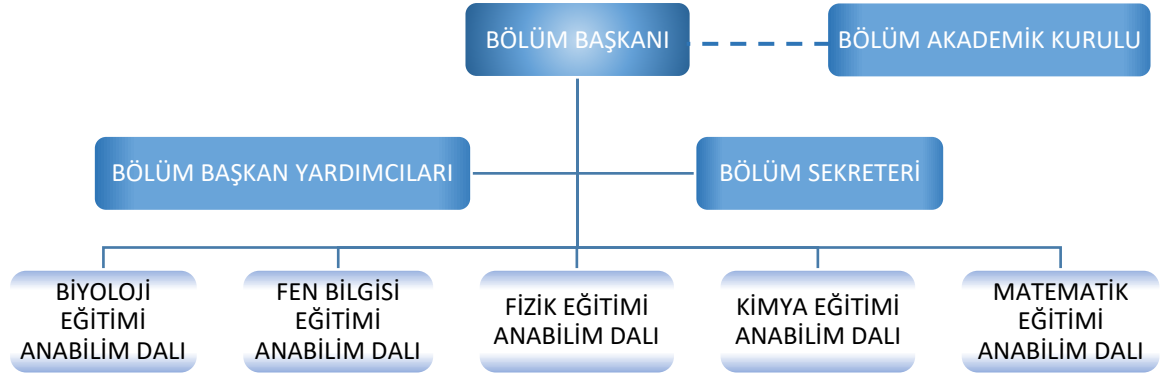 BÖLÜM BAŞKANI
BÖLÜM AKADEMİK KURULU
BÖLÜM BAŞKAN YARDIMCILARI
BÖLÜM SEKRETERİ
BİYOLOJİ
EĞİTİMİ
ANABİLİM DALI
FEN BİLGİSİ
EĞİTİMİ
ANABİLİM DALI
FİZİK EĞİTİMİ
ANABİLİM DALI
KİMYA EĞİTİMİ
ANABİLİM DALI
MATEMATİK
EĞİTİMİ
ANABİLİM DALI